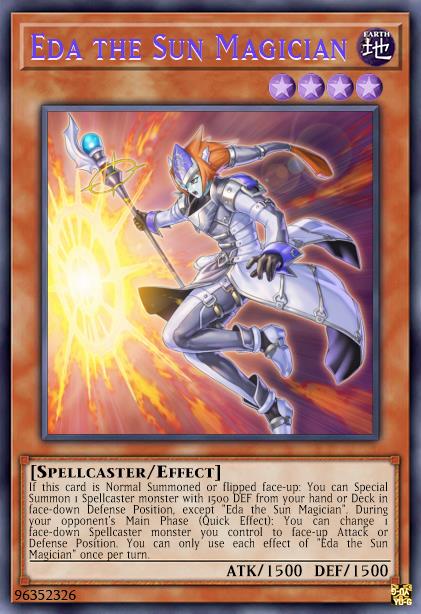 EDA THE SUN MAGICIAN
EARTH
地
[SPELLCASTER/EFFECT]
If this card is Normal Summoned or flipped face-up: You can Special
Summon 1 Spellcaster monster with 1500 DEF from your hand or Deck in
face-down Defense Position, except "Eda the Sun Magician". During
your opponent's Main Phase (Quick Effect): You can change 1
face-down Spellcaster monster you control to face-up Attack or
Defense Position. You can only use each effect of "Eda the Sun
Magician" once per turn.
ATK/1500 DEF/1500
96352326